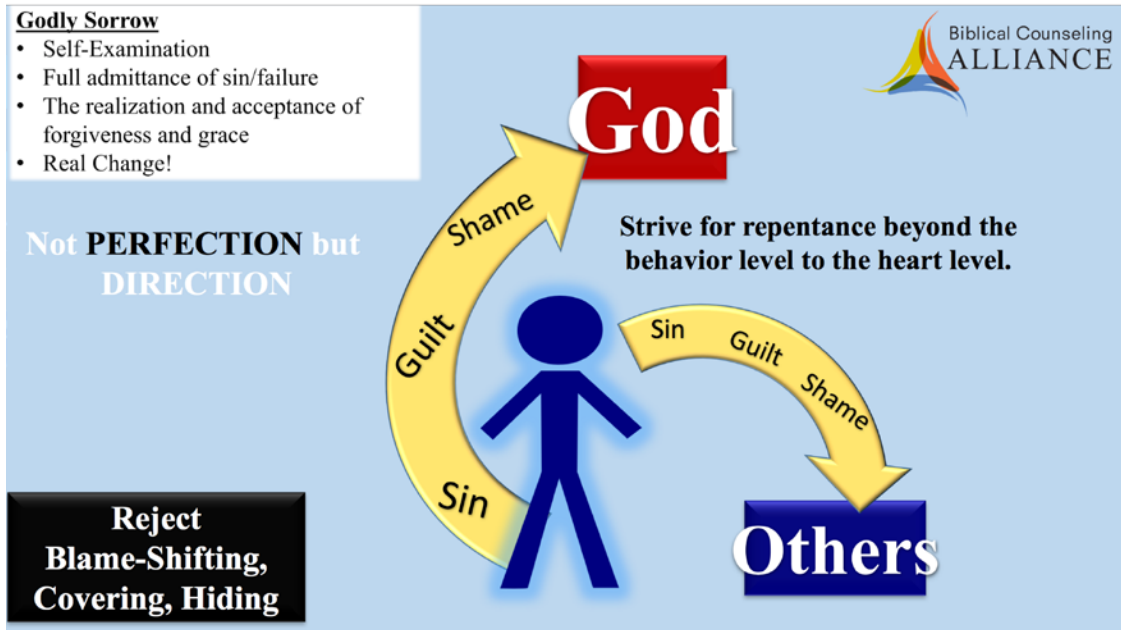 Godly Sorrow
• Self-Examination
• Full admittance of sin/failure
• The realization and acceptance of
forgiveness and grace
• Real Change!
Biblical Counseling
ALLIANCE
God
Not PERFECTION but
DIRECTION
Strive for repentance beyond the
behavior level to the heart level.
Shame
Guilt
Sin
Sin
Guilt
Shame
Reject
Blame-Shifting,
Covering, Hiding
Others